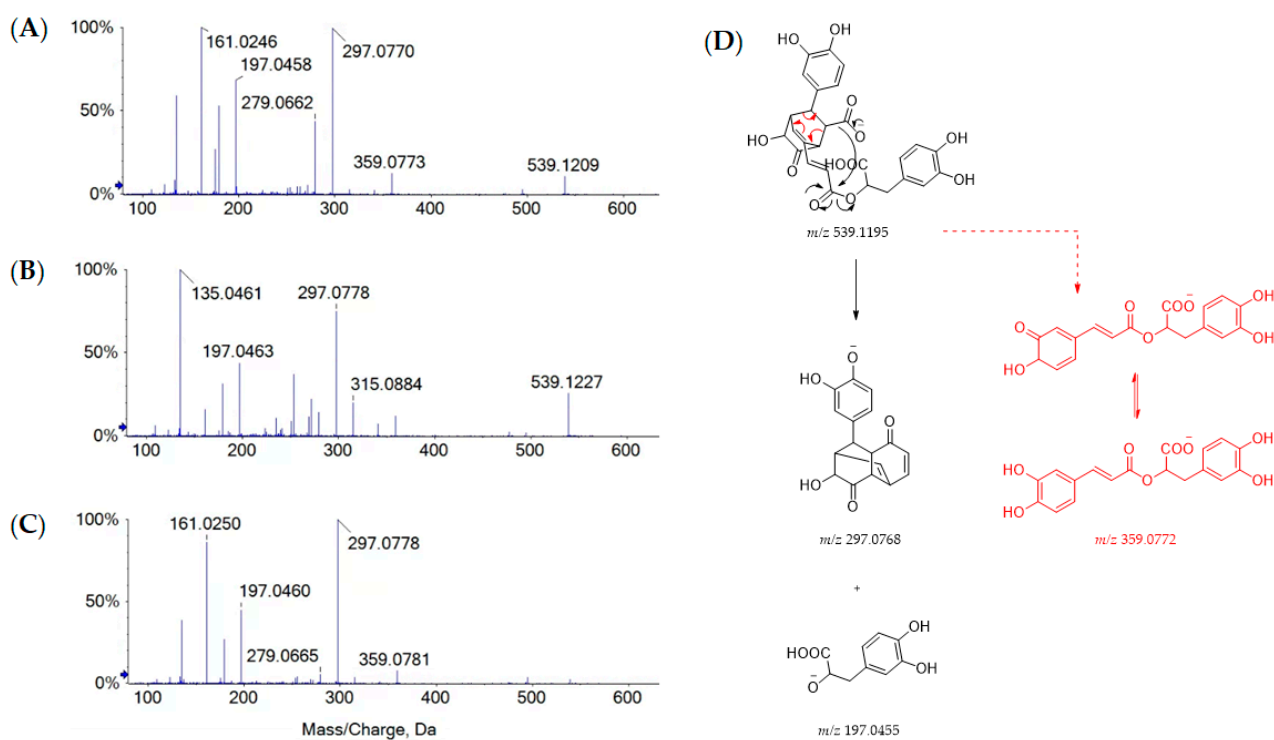 (A)
100%
50%
0%
161.0246
197.0458
279.0662
297.0770
359.0773
539.1209
100 200 300 400 500 600
(B)
100%
50%
0%
135.0461
197.0463
297.0778
315.0884
539.1227
100 200 300 400 500 600
(C)
100%
50%
0%
161.0250
197.0460
279.0665
297.0778
359.0781
100 200 300 400 500 600
Mass/Charge, Da
(D)
OH
HO
O
O
−
HO
O
HOOC
O
O
OH
OH
m/z 539.1195
O
−
HO
O
HO
O
m/z 297.0768
+
HOOC
O
−
OH
OH
m/z 197.0455
O
HO
O
O
COO−
OH
OH
HO
HO
O
O
COO−
OH
OH
m/z 359.0772